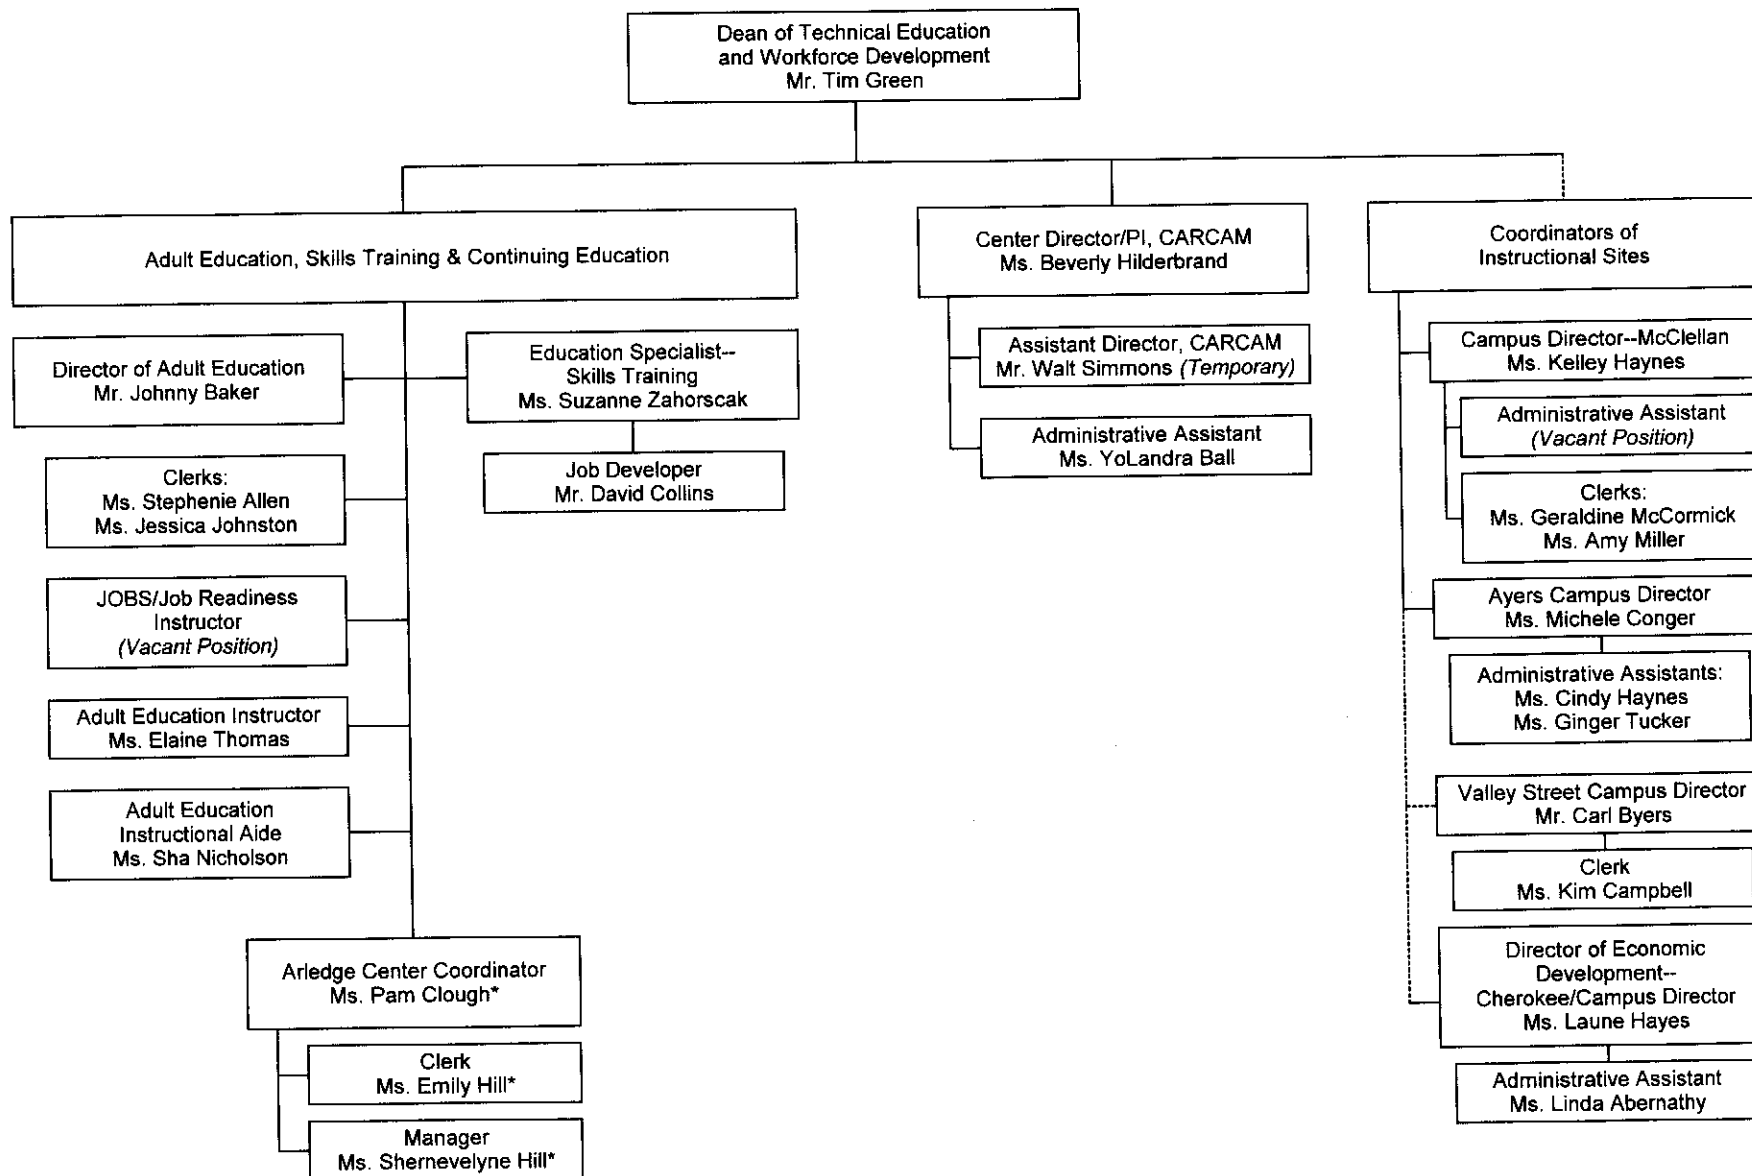 Dean of Technical Education
and Workforce Development
Mr. Tim Green
Adult Education, Skills Training & Continuing Education
Director of Adult Education
Mr. Johnny Baker
Education Specialist--
Skills Training
Ms. Suzanne Zahorscak
Job Developer
Mr. David Collins
Clerks:
Ms. Stephenie Allen
Ms. Jessica Johnston
JOBS/Job Readiness
Instructor
(Vacant Position)
Adult Education Instructor
Ms. Elaine Thomas
Adult Education
Instructional Aide
Ms. Sha Nicholson
Arledge Center Coordinator
Ms. Pam Clough*
Clerk
Ms. Emily Hill*
Manager
Ms. Shernevelyne Hill*
Center Director/PI, CARCAM
Ms. Beverly Hilderbrand
Assistant Director, CARCAM
Mr. Walt Simmons (Temporary)
Administrative Assistant
Ms. YoLandra Ball
Coordinators of
Instructional Sites
Campus Director--McClellan
Ms. Kelley Haynes
Administrative Assistant
(Vacant Position)
Clerks:
Ms. Geraldine McCormick
Ms. Amy Miller
Ayers Campus Director
Ms. Michele Conger
Administrative Assistants:
Ms. Cindy Haynes
Ms. Ginger Tucker
Valley Street Campus Director
Mr. Carl Byers
Clerk
Ms. Kim Campbell
Director of Economic
Development--
Cherokee/Campus Director
Ms. Laune Hayes
Administrative Assistant
Ms. Linda Abernathy